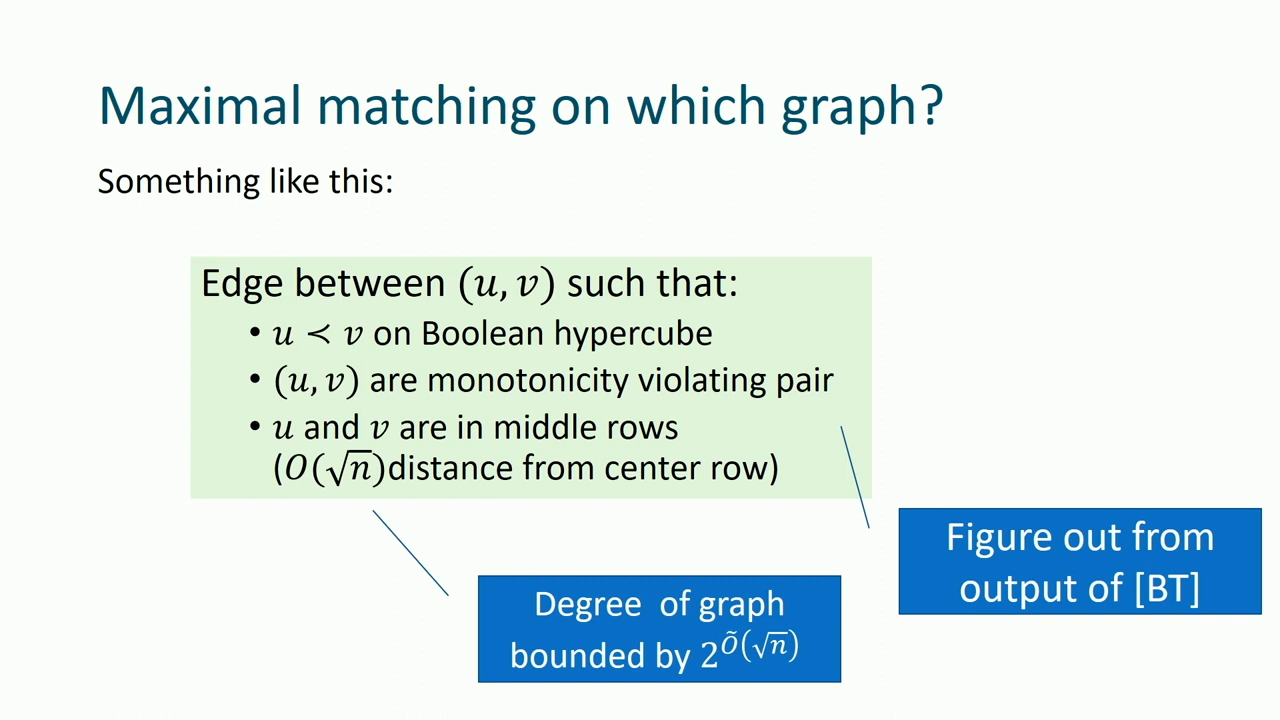 Maximal matching on which graph?
Something like this:
Edge between (u, v) such that:
• u ≺ v on Boolean hypercube
• (u, v) are monotonicity violating pair
• u and v are in middle rows
(O(√n)distance from center row)
Figure out from
output of [BT]
Degree of graph
bounded by 2^Õ(√n)